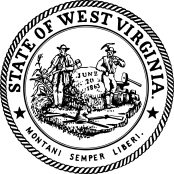 STATE OF WEST VIRGINIA
JUNE
20
1863
MONTANI SEMPER LIBERI.